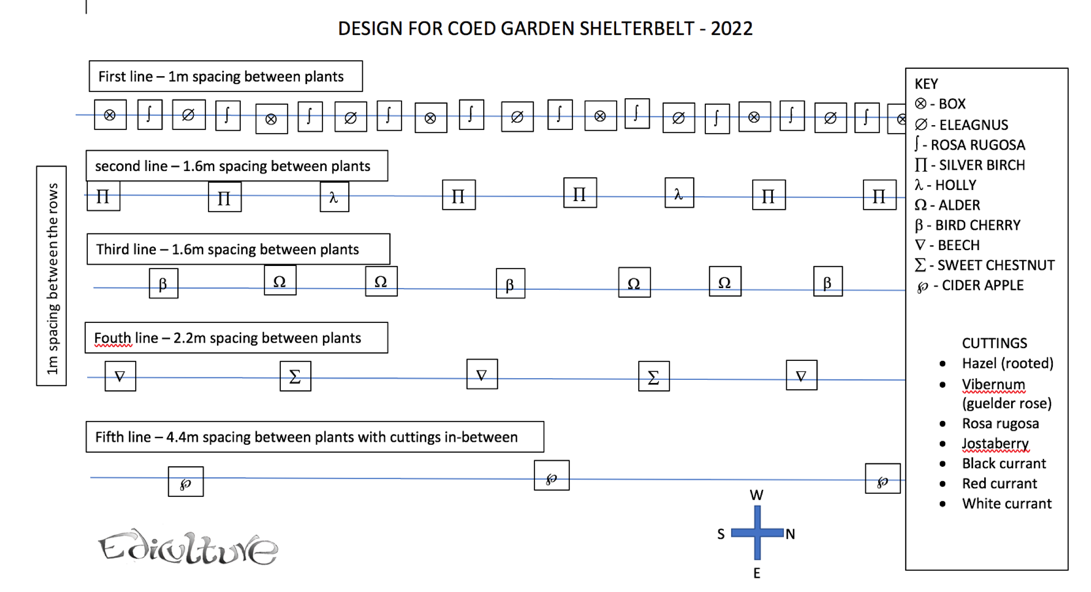 DESIGN FOR COED GARDEN SHELTERBELT - 2022
First line – 1m spacing between plants
⊗ ∫ ∅ ∫ ⊗ ∫ ∅ ∫ ⊗ ∫ ∅ ∫ ⊗ ∫ ∅ ∫ ⊗ ∫ ∅ ∫ ⊗
second line – 1.6m spacing between plants
∏ ∏ λ ∏ ∏ λ ∏ ∏
Third line – 1.6m spacing between plants
β Ω Ω β Ω Ω β
Fouth line – 2.2m spacing between plants
∇ Σ ∇ Σ ∇
Fifth line – 4.4m spacing between plants with cuttings in-between
℘ ℘ ℘
1m spacing between the rows
KEY
⊗ - BOX
∅ - ELEAGNUS
∫ - ROSA RUGOSA
∏ - SILVER BIRCH
λ - HOLLY
Ω - ALDER
β - BIRD CHERRY
∇ - BEECH
Σ - SWEET CHESTNUT
℘ - CIDER APPLE
CUTTINGS
• Hazel (rooted)
• Vibernum
(guelder rose)
• Rosa rugosa
• Jostaberry
• Black currant
• Red currant
• White currant
W
S N
E
Ediculture